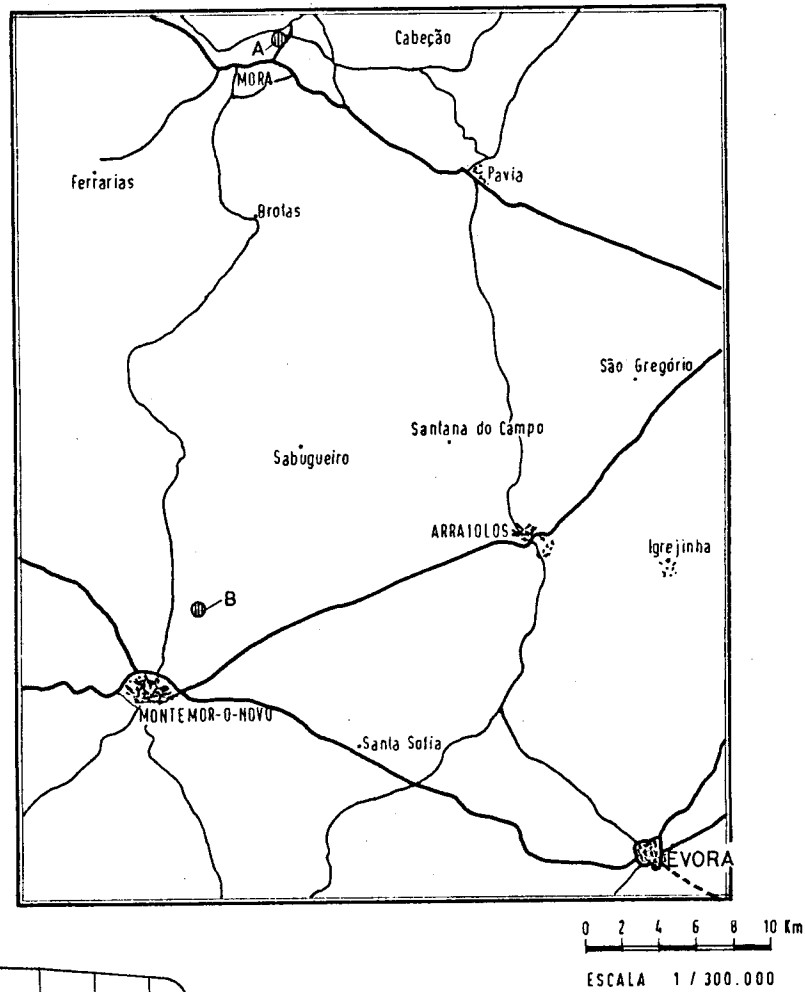 Cabeção
A
MORA
Pavia
Ferrarias
Brotas
São Gregório
Santana do Campo
Sabugueiro
ARRAIOLOS
Igrejinha
B
MONTEMOR-O-NOVO
Santa Sofia
ÉVORA
0 2 4 6 8 10 Km
ESCALA 1/300.000